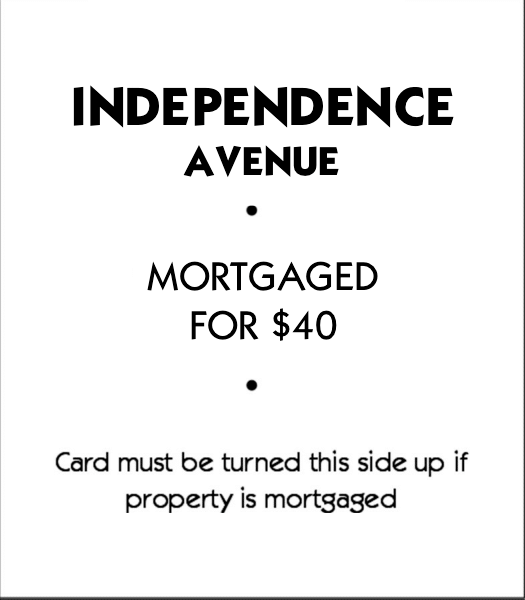 INDEPENDENCE
AVENUE
•
MORTGAGED
FOR $40
•
Card must be turned this side up if
property is mortgaged